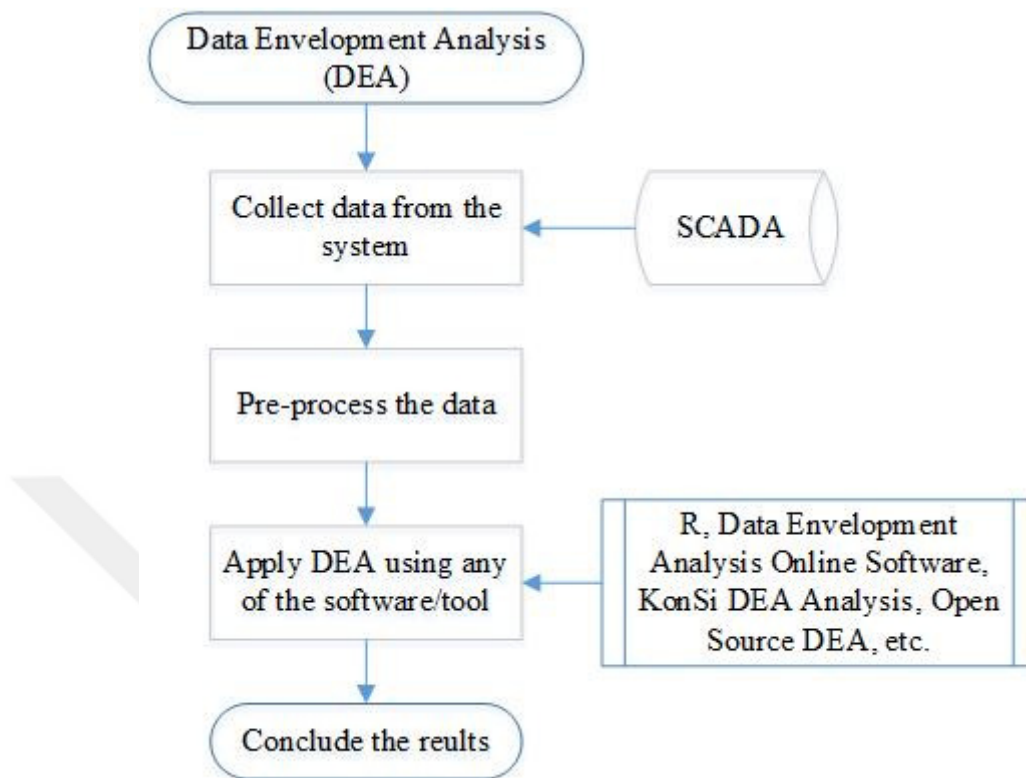 Data Envelopment Analysis
(DEA)
Collect data from the
system
SCADA
Pre-process the data
Apply DEA using any
of the software/tool
R, Data Envelopment
Analysis Online Software,
KonSi DEA Analysis, Open
Source DEA, etc.
Conclude the reults